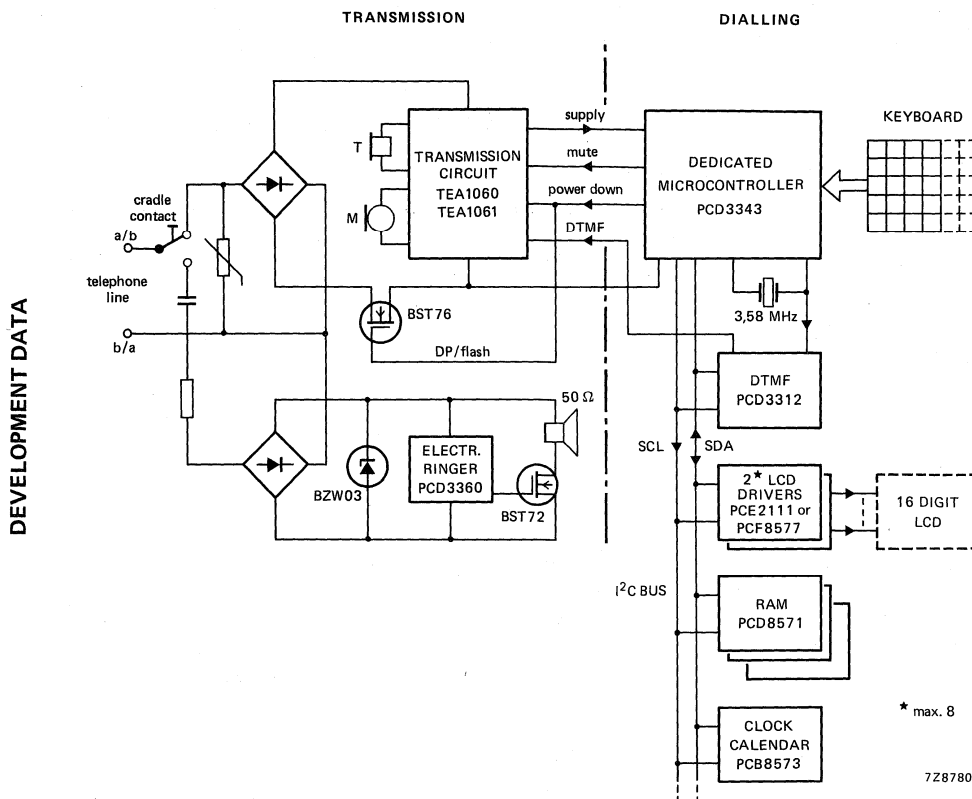 TRANSMISSION
DIALLING
DEVELOPMENT DATA
cradle
contact
a/b
telephone
line
b/a
T
M
TRANSMISSION
CIRCUIT
TEA1060
TEA1061
supply
mute
power down
DTMF
DEDICATED
MICROCONTROLLER
PCD3343
KEYBOARD
BST76
DP/flash
3,58 MHz
DTMF
PCD3312
50 Ω
ELECTR.
RINGER
PCD3360
BZW03
BST72
SCL
SDA
2★ LCD
DRIVERS
PCE2111 or
PCF8577
16 DIGIT
LCD
I²C BUS
RAM
PCD8571
CLOCK
CALENDAR
PCB8573
★ max. 8
7Z8780